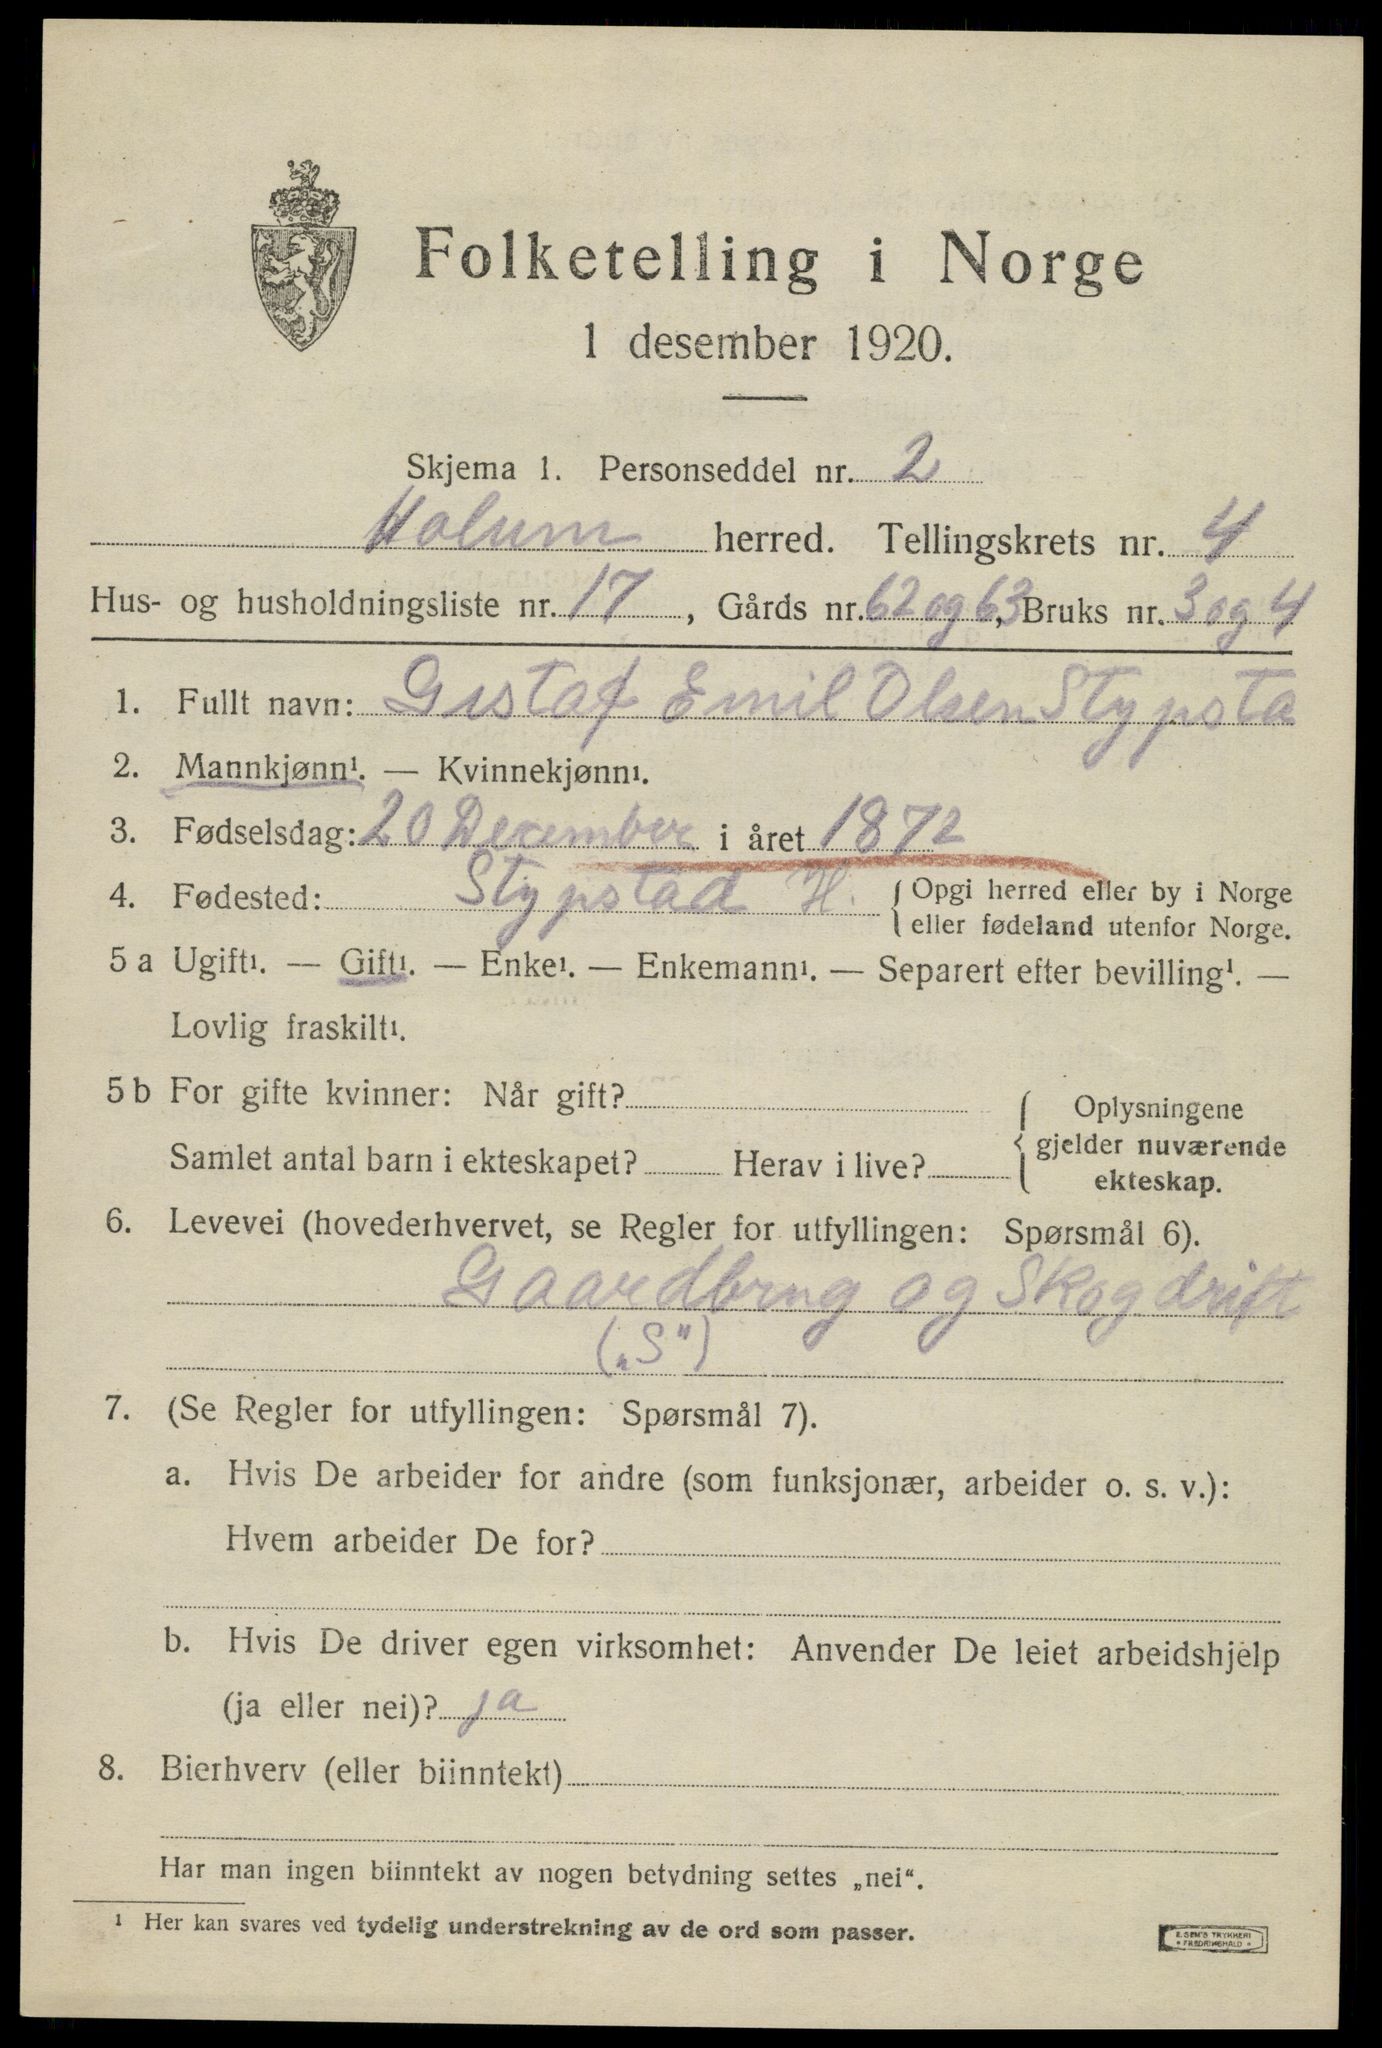 Folketelling i Norge
1 desember 1920.
Skjema 1. Personseddel nr. 2
Holum herred. Tellingskrets nr. 4
Hus- og husholdningsliste nr. 17, Gårds nr. 62 og 63, Bruks nr. 3 og 4
1. Fullt navn: Gustaf Emil Olsen Stypsta
2. Mannkjønn¹. — Kvinnekjønn¹.
3. Fødselsdag: 20 December i året 1872
4. Fødested: Stypstad H. { Opgi herred eller by i Norge
eller fødeland utenfor Norge.
5 a Ugift¹. — Gift¹. — Enke¹. — Enkemann¹. — Separert efter bevilling¹. —
Lovlig fraskilt¹.
5 b For gifte kvinner: Når gift? { Oplysningene
gjelder nuværende
Samlet antal barn i ekteskapet? Herav i live?
ekteskap.
6. Levevei (hovederhvervet, se Regler for utfyllingen: Spørsmål 6).
Gaardbrug og Skogdrift
(„S")
7. (Se Regler for utfyllingen: Spørsmål 7).
a. Hvis De arbeider for andre (som funksjonær, arbeider o. s. v.):
Hvem arbeider De for?
b. Hvis De driver egen virksomhet: Anvender De leiet arbeidshjelp
(ja eller nei)? ja
8. Bierhverv (eller biinntekt)
Har man ingen biinntekt av nogen betydning settes „nei“.
¹ Her kan svares ved tydelig understrekning av de ord som passer.
E. SEM'S TRYKKERI
• FREDRIKSHALD •